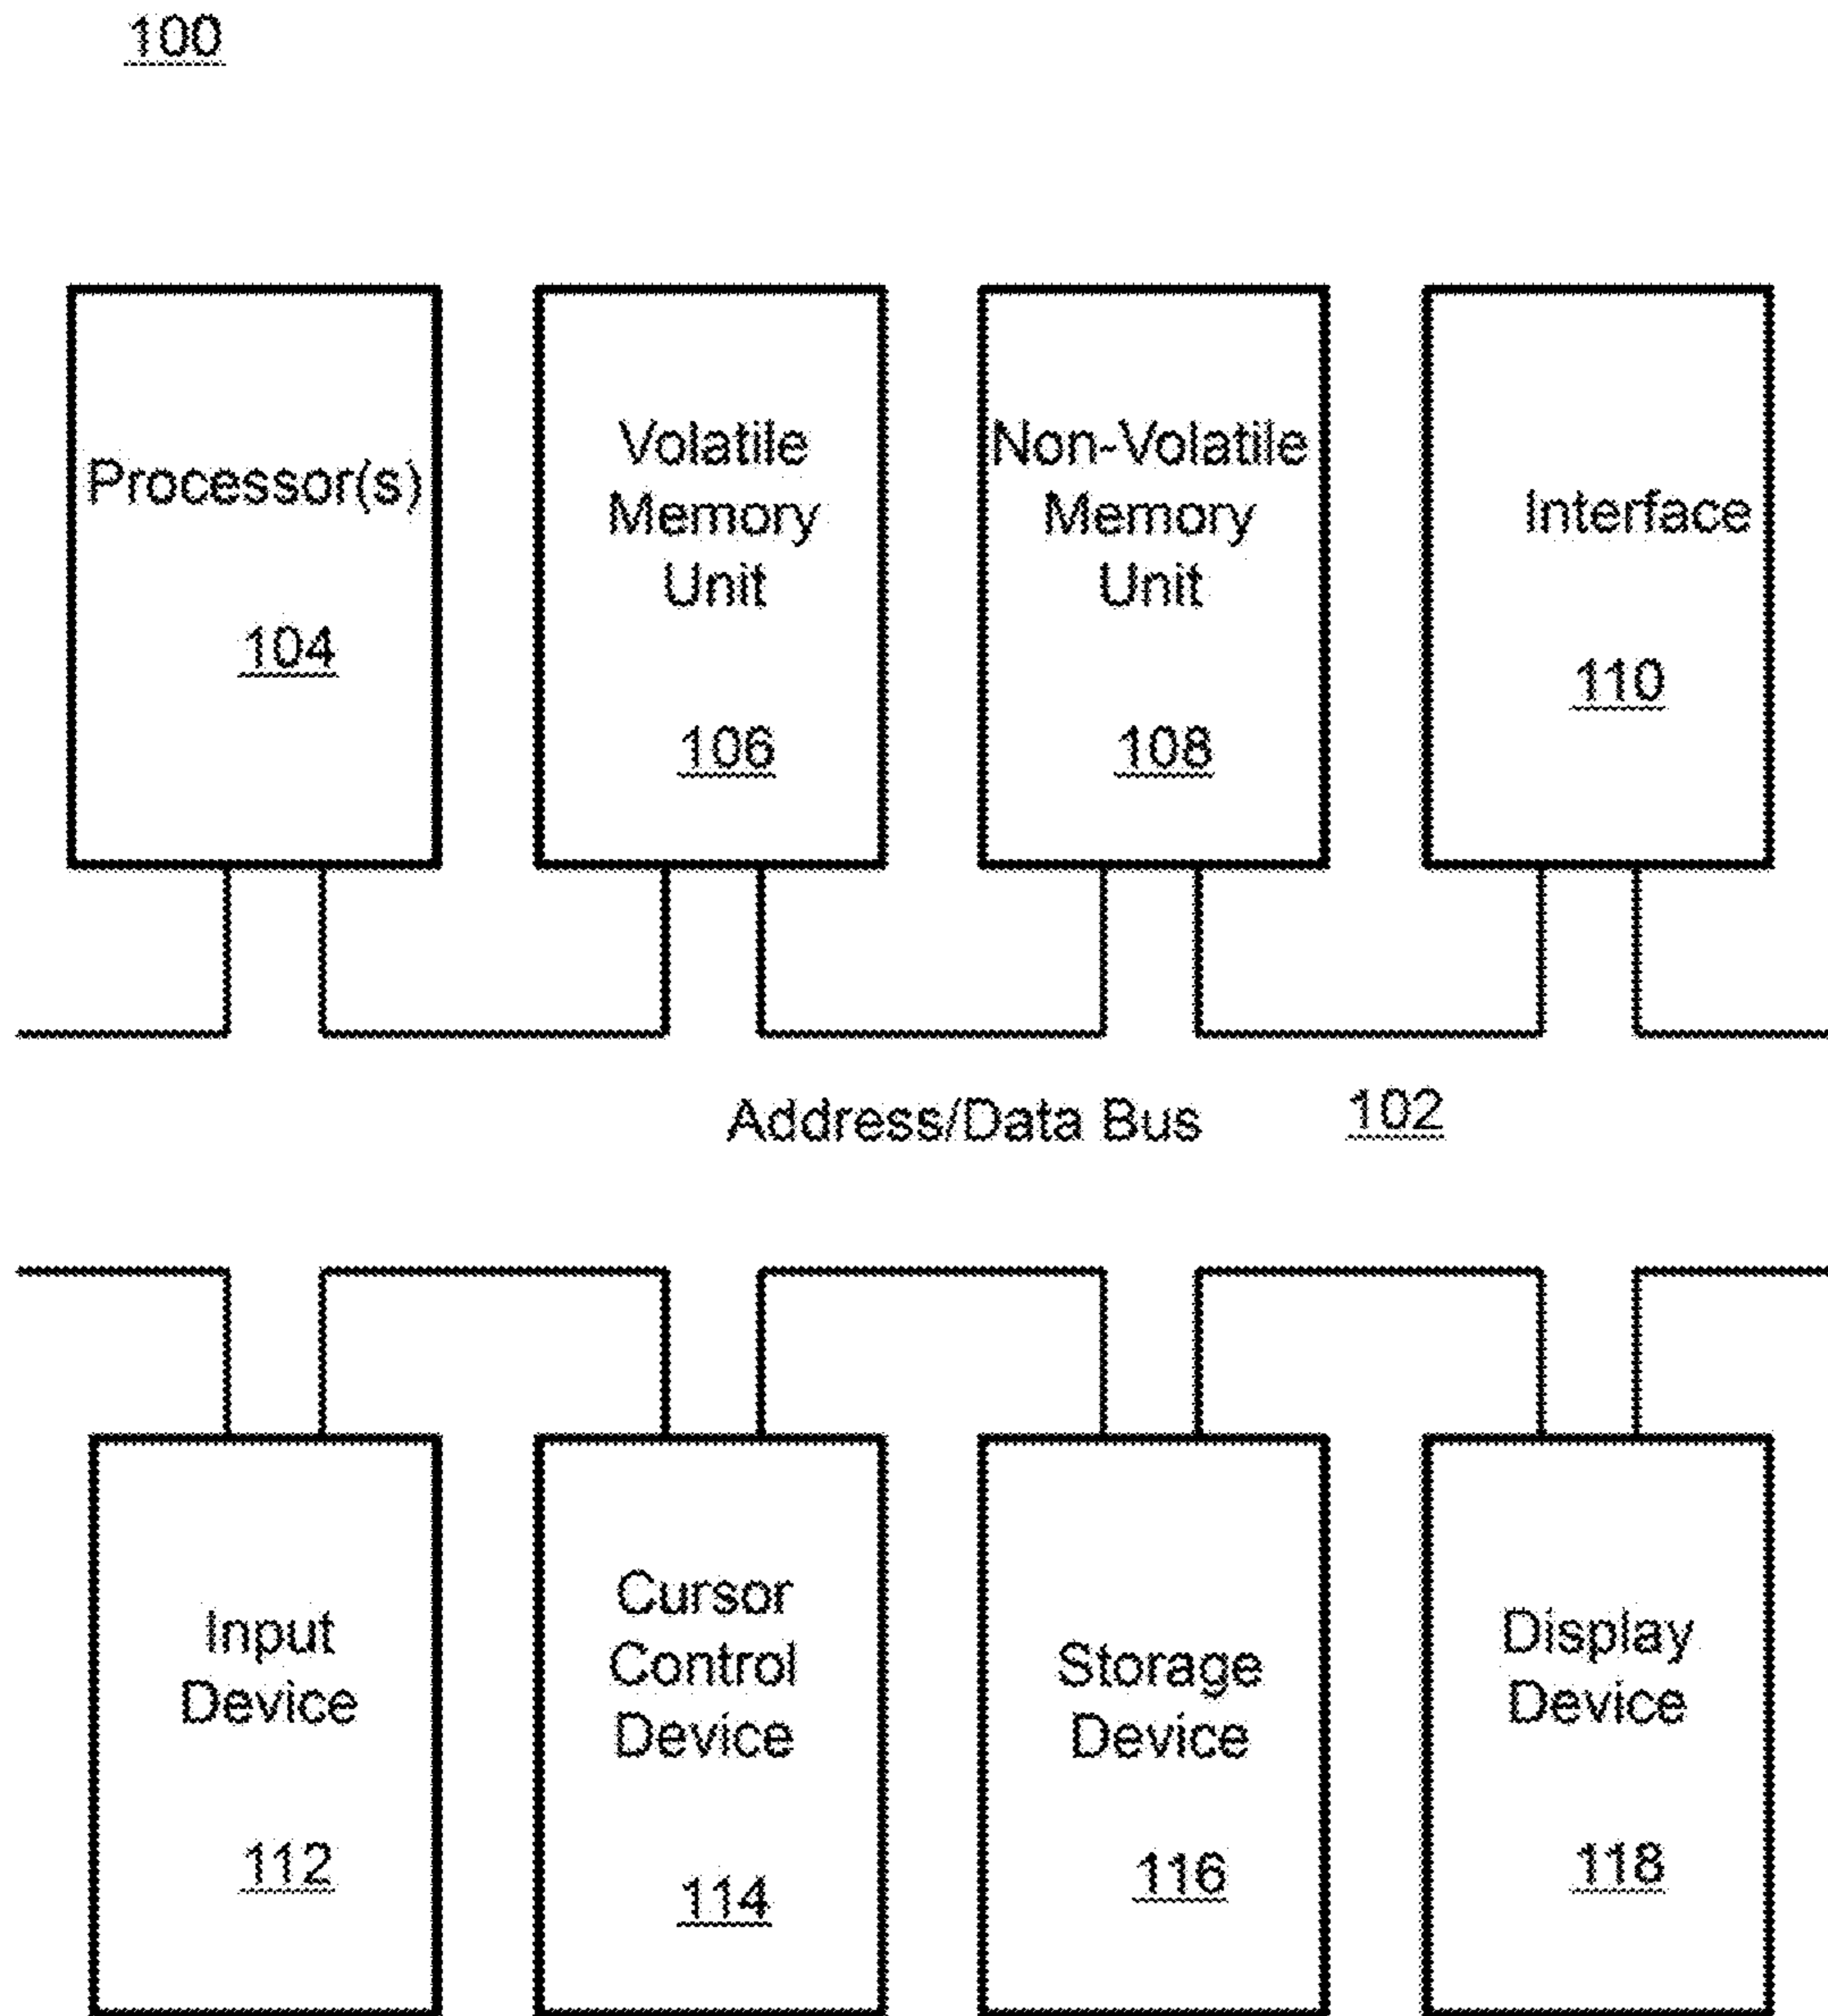 100
Processor(s)
104
Volatile
Memory
Unit
106
Non-Volatile
Memory
Unit
108
Interface
110
Address/Data Bus 102
Input
Device
112
Cursor
Control
Device
114
Storage
Device
116
Display
Device
118